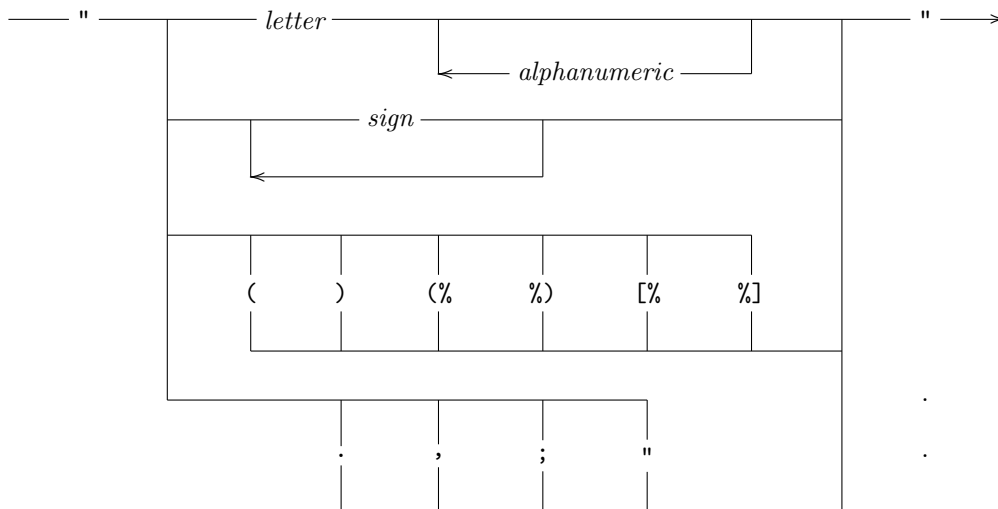 " letter "
alphanumeric
sign
( ) (% %) [% %]
.
. , ; " .